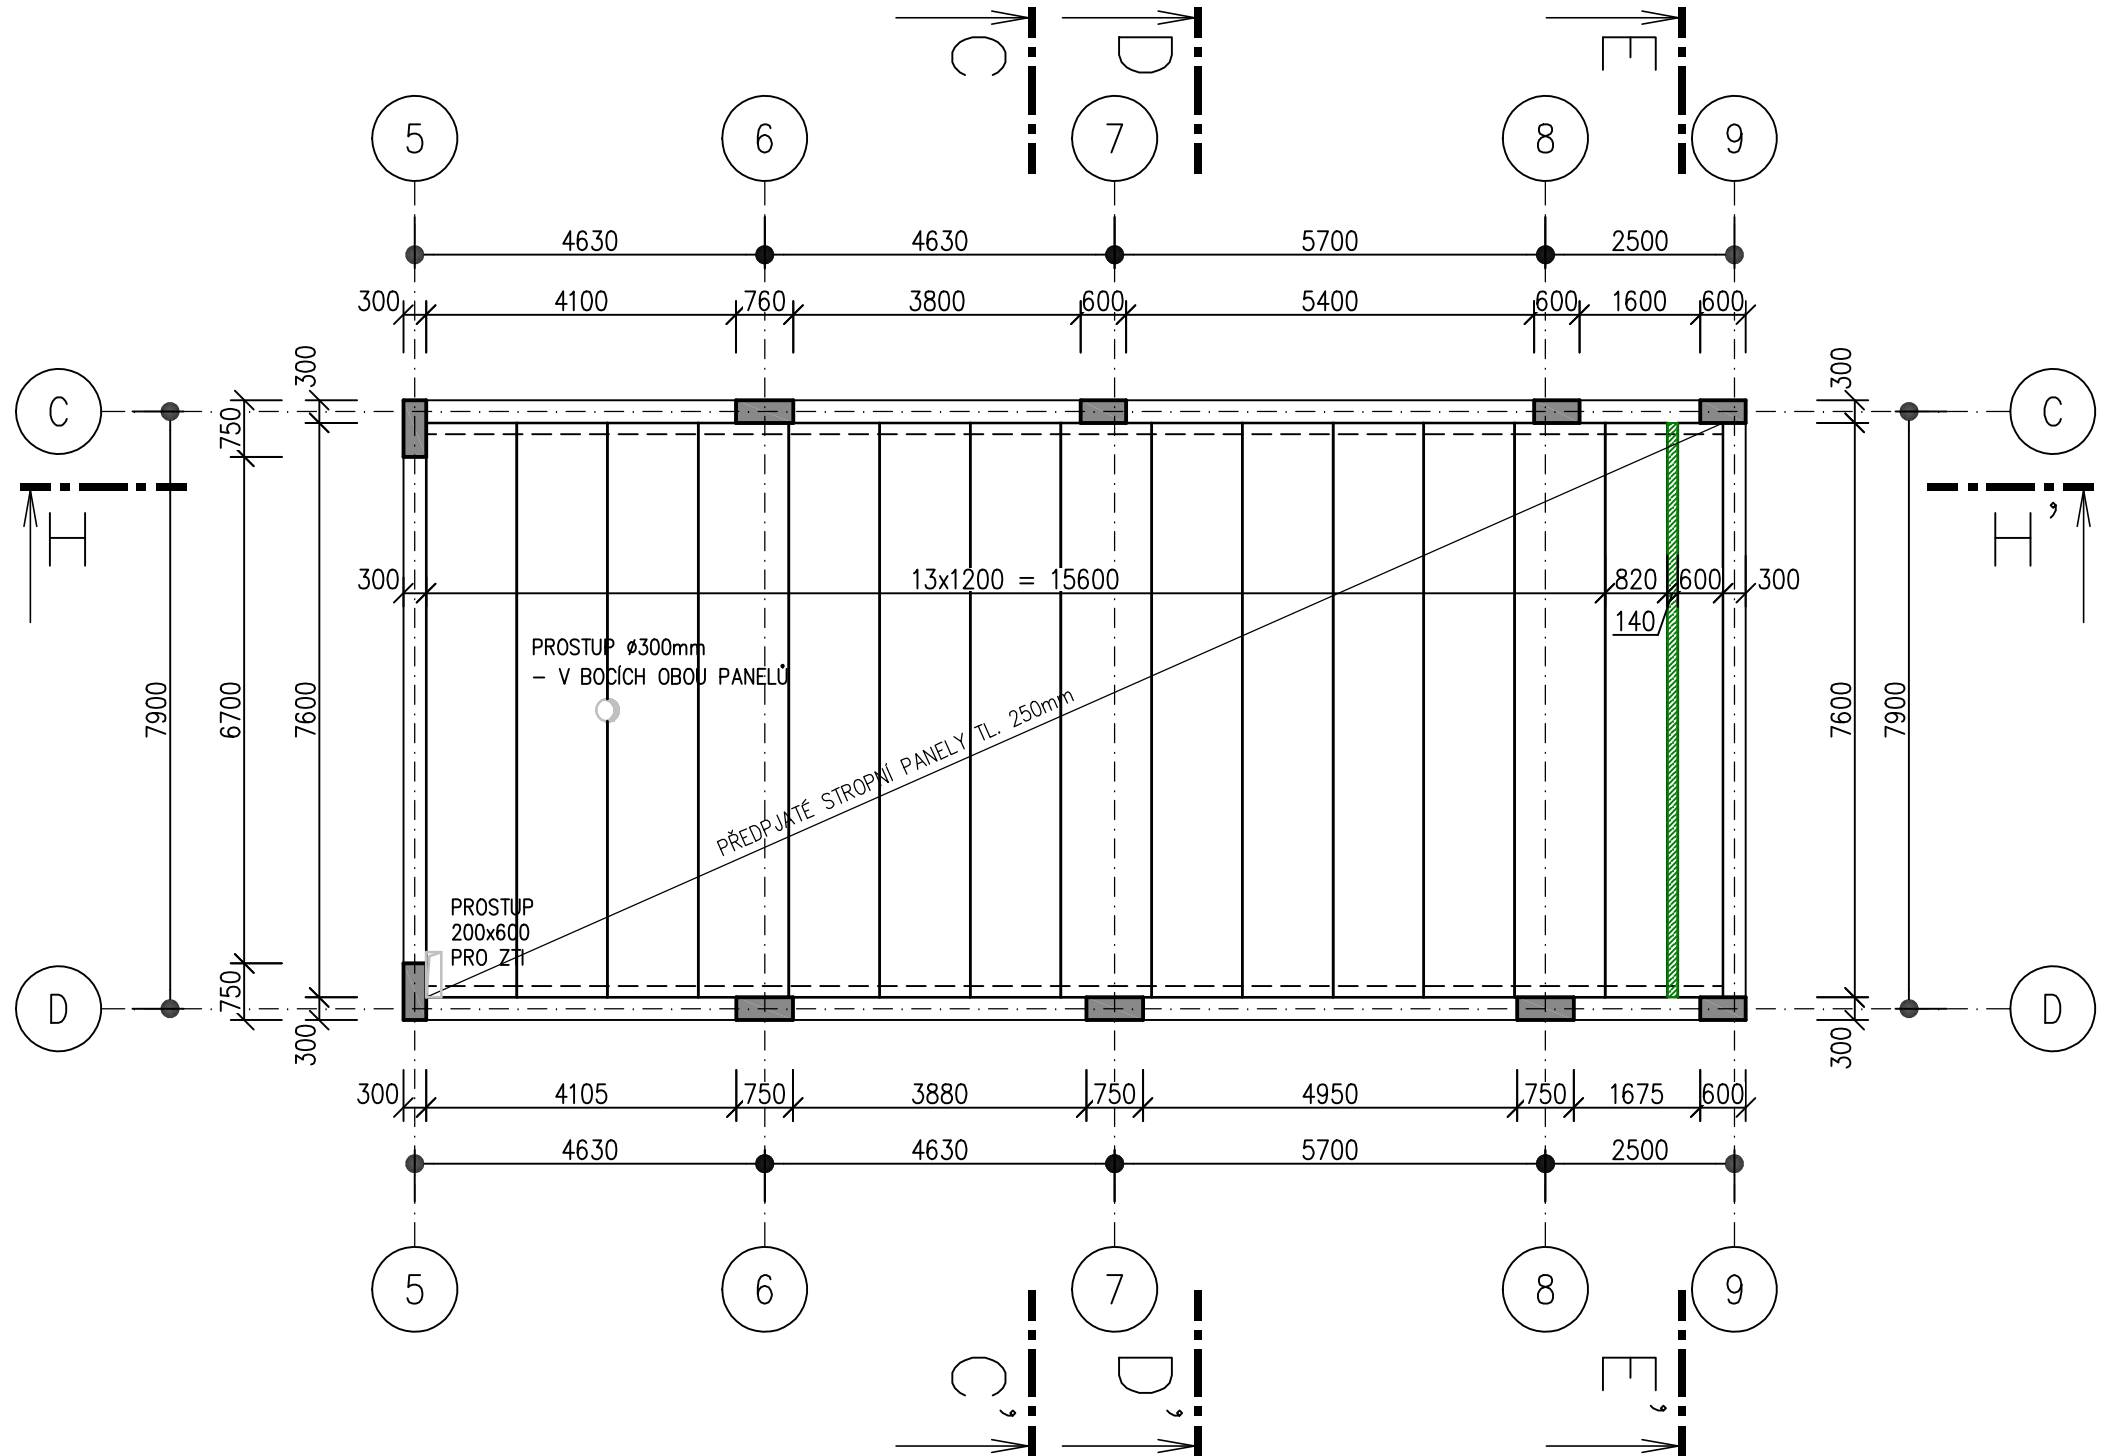 C D E
5 6 7 8 9
4630 4630 5700 2500
300 4100 760 3800 600 5400 600 1600 600
C 750 300 300 C
H H'
300 13x1200 = 15600 820 600 300
140
PROSTUP ø300mm
– V BOCÍCH OBOU PANELŮ
7900 6700 7600 7600 7900
PŘEDPJATÉ STROPNÍ PANELY TL. 250mm
PROSTUP
200x600
PRO ZTI
D 750 300 300 D
300 4105 750 3880 750 4950 750 1675 600
4630 4630 5700 2500
5 6 7 8 9
C' D' E'